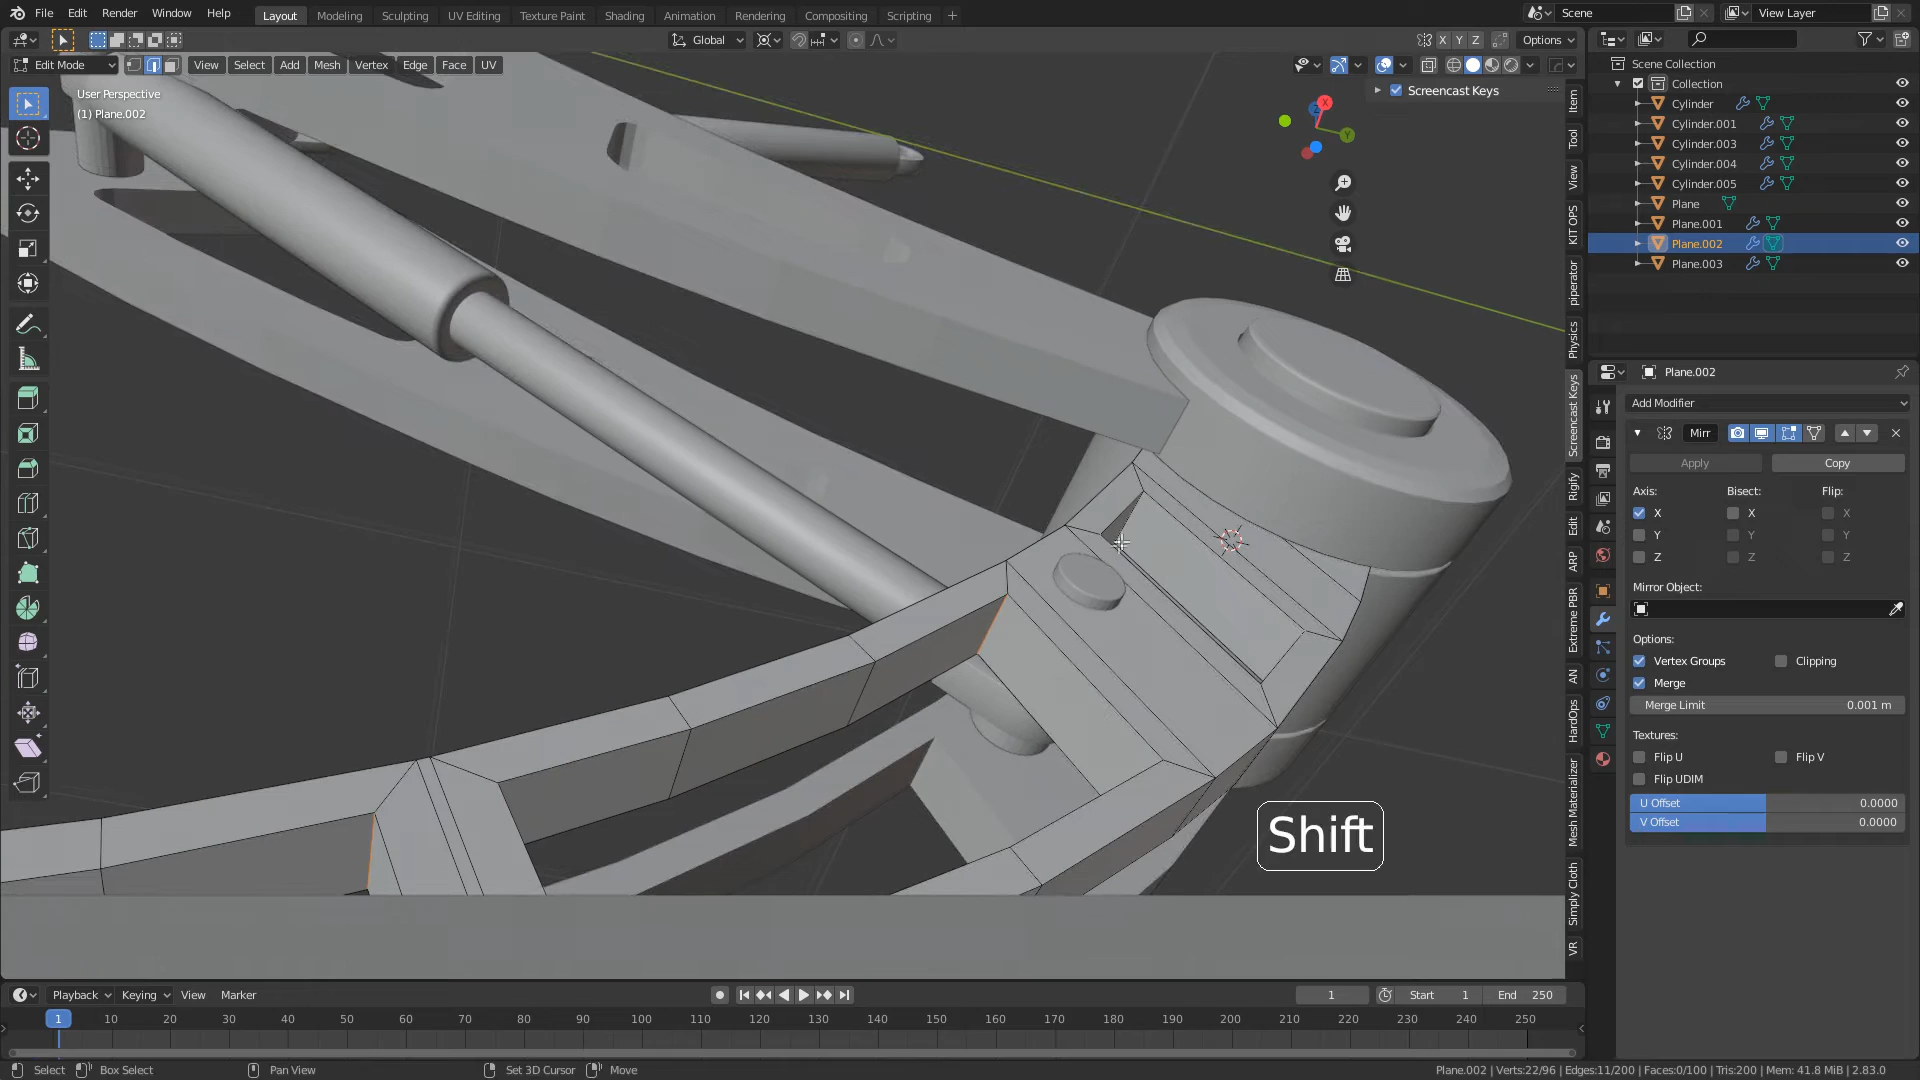 File Edit Render Window Help Layout Modeling Sculpting UV Editing Texture Paint Shading Animation Rendering Compositing Scripting + Scene View Layer
Global X Y Z Options
Edit Mode View Select Add Mesh Vertex Edge Face UV
User Perspective
(1) Plane.002
Screencast Keys
X
Y
Item
Tool
View
KIT OPS
piperator
Physics
Screencast Keys
Rigify
Edit
ARP
Extreme PBR
AN
HardOps
Mesh Materializer
Simply Cloth
VR
Shift
Scene Collection
Collection
Cylinder
Cylinder.001
Cylinder.003
Cylinder.004
Cylinder.005
Plane
Plane.001
Plane.002
Plane.003
Plane.002
Add Modifier
Mirr
Apply Copy
Axis: Bisect: Flip:
X X X
Y Y Y
Z Z Z
Mirror Object:
Options:
Vertex Groups Clipping
Merge
Merge Limit 0.001 m
Textures:
Flip U Flip V
Flip UDIM
U Offset 0.0000
V Offset 0.0000
Playback Keying View Marker 1 Start 1 End 250
1 10 20 30 40 50 60 70 80 90 100 110 120 130 140 150 160 170 180 190 200 210 220 230 240 250
Select Box Select Pan View Set 3D Cursor Move Plane.002 | Verts:22/96 | Edges:11/200 | Faces:0/100 | Tris:200 | Mem: 41.8 MiB | 2.83.0